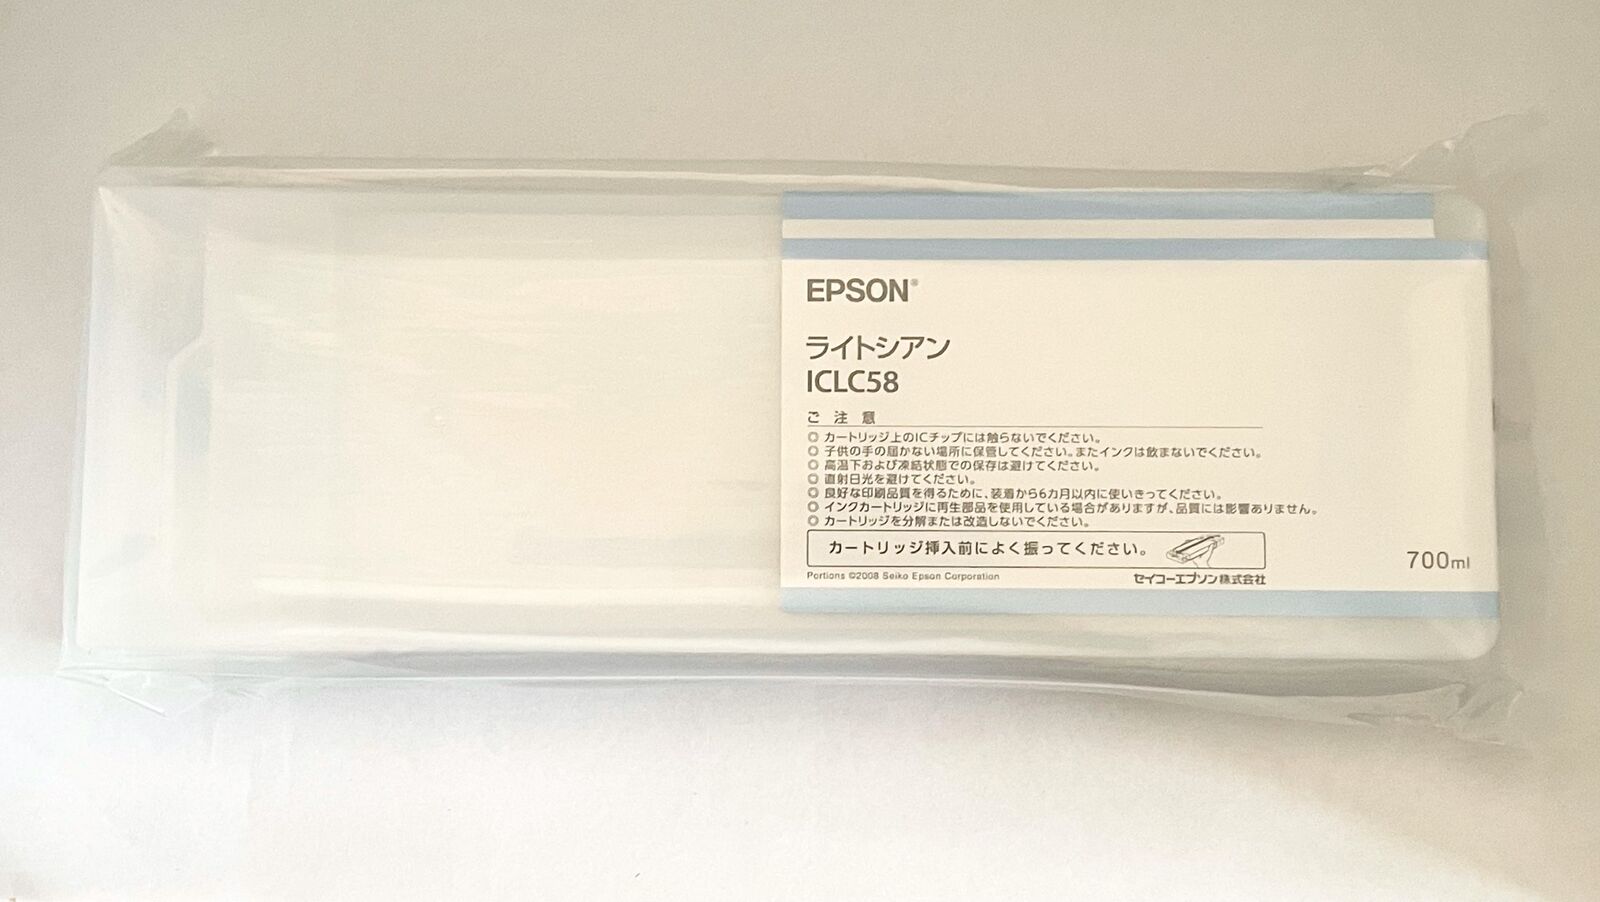 EPSON®
ライトシアン
ICLC58
ご 注 意
◎ カートリッジ上のICチップには触らないでください。
◎ 子供の手の届かない場所に保管してください。またインクは飲まないでください。
◎ 高温下および凍結状態での保存は避けてください。
◎ 直射日光を避けてください。
◎ 良好な印刷品質を得るために、装着から6カ月以内に使いきってください。
◎ インクカートリッジに再生部品を使用している場合がありますが、品質には影響ありません。
◎ カートリッジを分解または改造しないでください。
カートリッジ挿入前によく振ってください。
700ml
Portions ©2008 Seiko Epson Corporation
セイコーエプソン株式会社